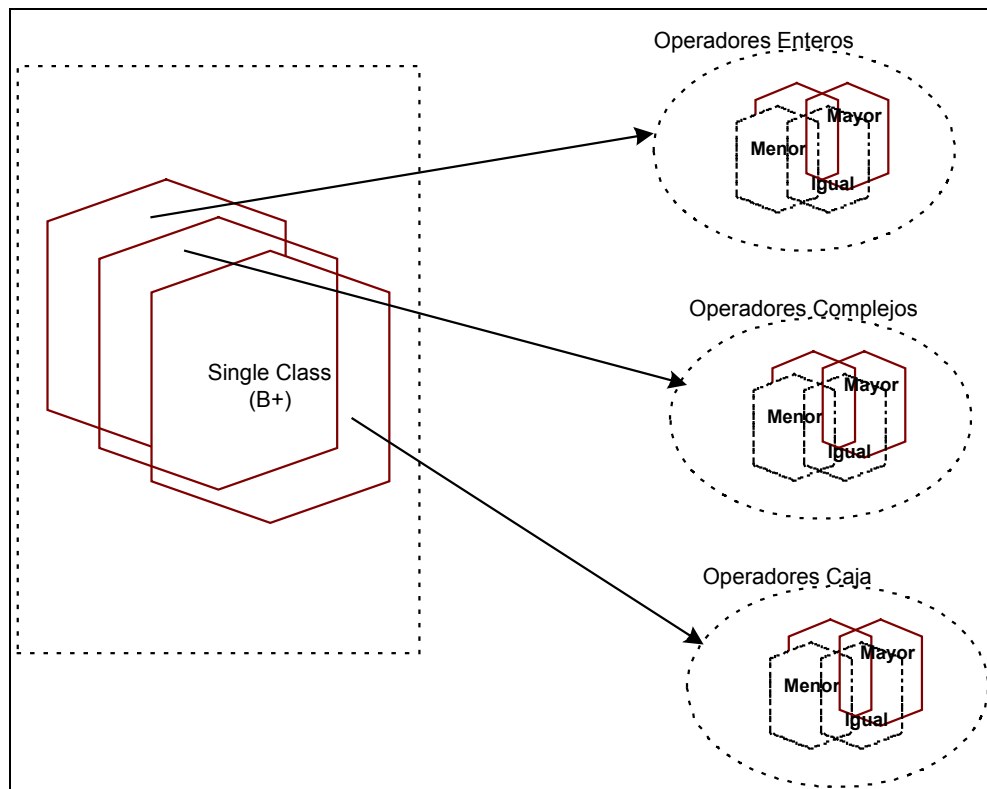 Operadores Enteros
Mayor
Menor
Igual
Single Class
(B+)
Operadores Complejos
Mayor
Menor
Igual
Operadores Caja
Mayor
Menor
Igual